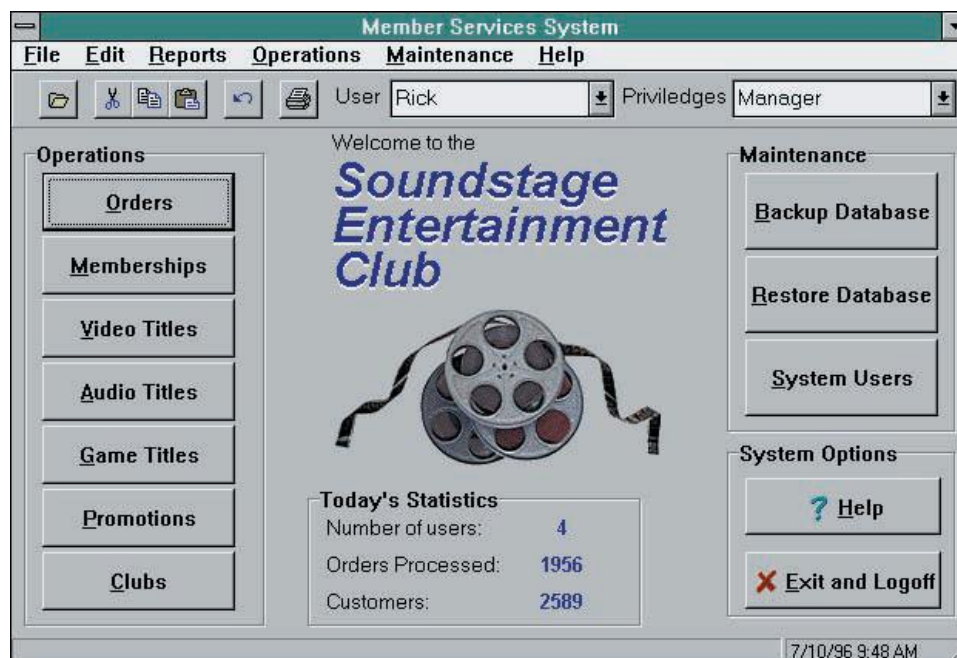 Member Services System
File Edit Reports Operations Maintenance Help
User Rick Priviledges Manager
Operations
Orders
Memberships
Video Titles
Audio Titles
Game Titles
Promotions
Clubs
Welcome to the
Soundstage
Entertainment
Club
Today's Statistics
Number of users: 4
Orders Processed: 1956
Customers: 2589
Maintenance
Backup Database
Restore Database
System Users
System Options
? Help
Exit and Logoff
7/10/96 9:48 AM